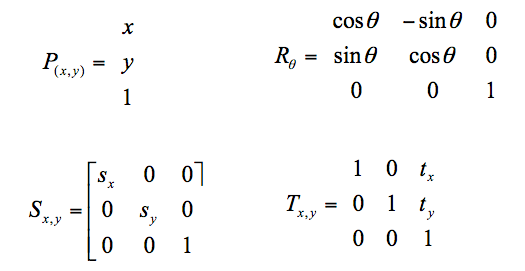 P(x,y) = x y 1
Rθ = cosθ −sinθ 0
sinθ cosθ 0
0 0 1
Sx,y = [sx 0 0
0 sy 0
0 0 1
Tx,y = 1 0 tx
0 1 ty
0 0 1